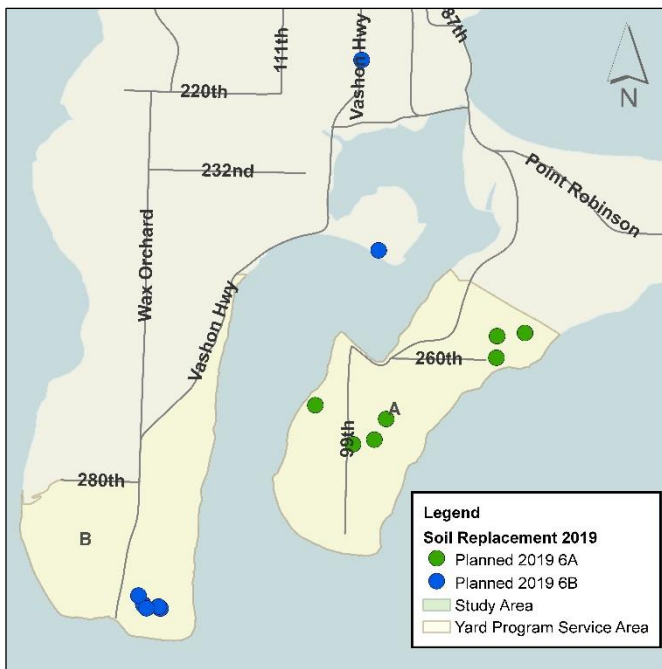 87th
Vashon Hwy
111th
N
220th
232nd
Point Robinson
Wax Orchard
Vashon Hwy
260th
A
99th
280th
B
Legend
Soil Replacement 2019
Planned 2019 6A
Planned 2019 6B
Study Area
Yard Program Service Area